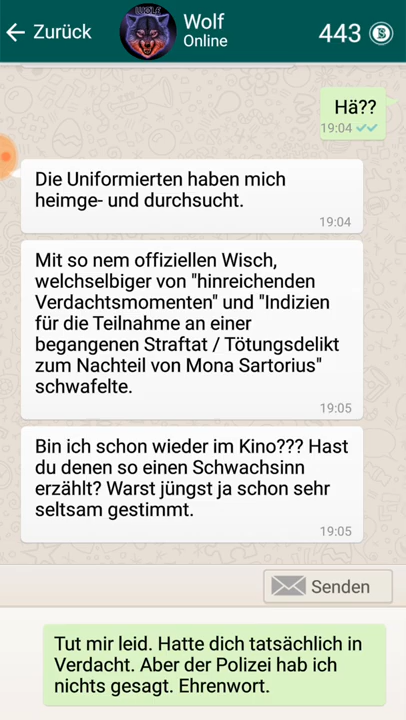 Zurück
WOLF
Wolf
Online
443
Hä??
19:04
Die Uniformierten haben mich
heimge- und durchsucht.
19:04
Mit so nem offiziellen Wisch,
welchselbiger von "hinreichenden
Verdachtsmomenten" und "Indizien
für die Teilnahme an einer
begangenen Straftat / Tötungsdelikt
zum Nachteil von Mona Sartorius"
schwafelte.
19:05
Bin ich schon wieder im Kino??? Hast
du denen so einen Schwachsinn
erzählt? Warst jüngst ja schon sehr
seltsam gestimmt.
19:05
Senden
Tut mir leid. Hatte dich tatsächlich in
Verdacht. Aber der Polizei hab ich
nichts gesagt. Ehrenwort.